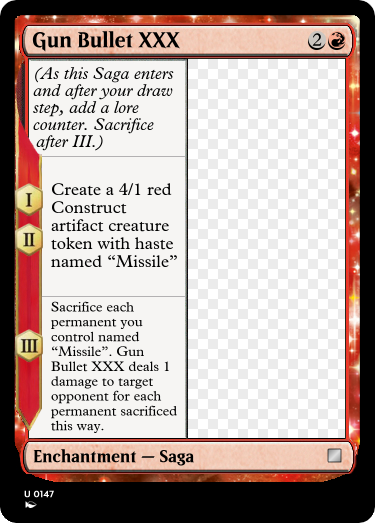 Gun Bullet XXX 2
(As this Saga enters
and after your draw
step, add a lore
counter. Sacrifice
after III.)
I
II
Create a 4/1 red
Construct
artifact creature
token with haste
named “Missile”
III
Sacrifice each
permanent you
control named
“Missile”. Gun
Bullet XXX deals 1
damage to target
opponent for each
permanent sacrificed
this way.
Enchantment — Saga
U 0147